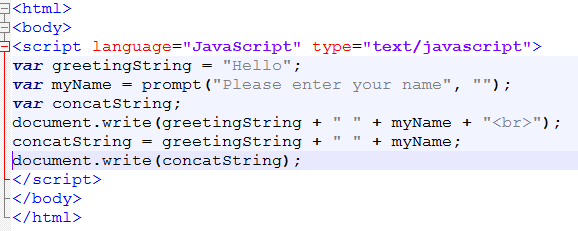 <html>
<body>
<script language="JavaScript" type="text/javascript">
var greetingString = "Hello";
var myName = prompt("Please enter your name", "");
var concatString;
document.write(greetingString + " " + myName + "<br>");
concatString = greetingString + " " + myName;
document.write(concatString);
</script>
</body>
</html>